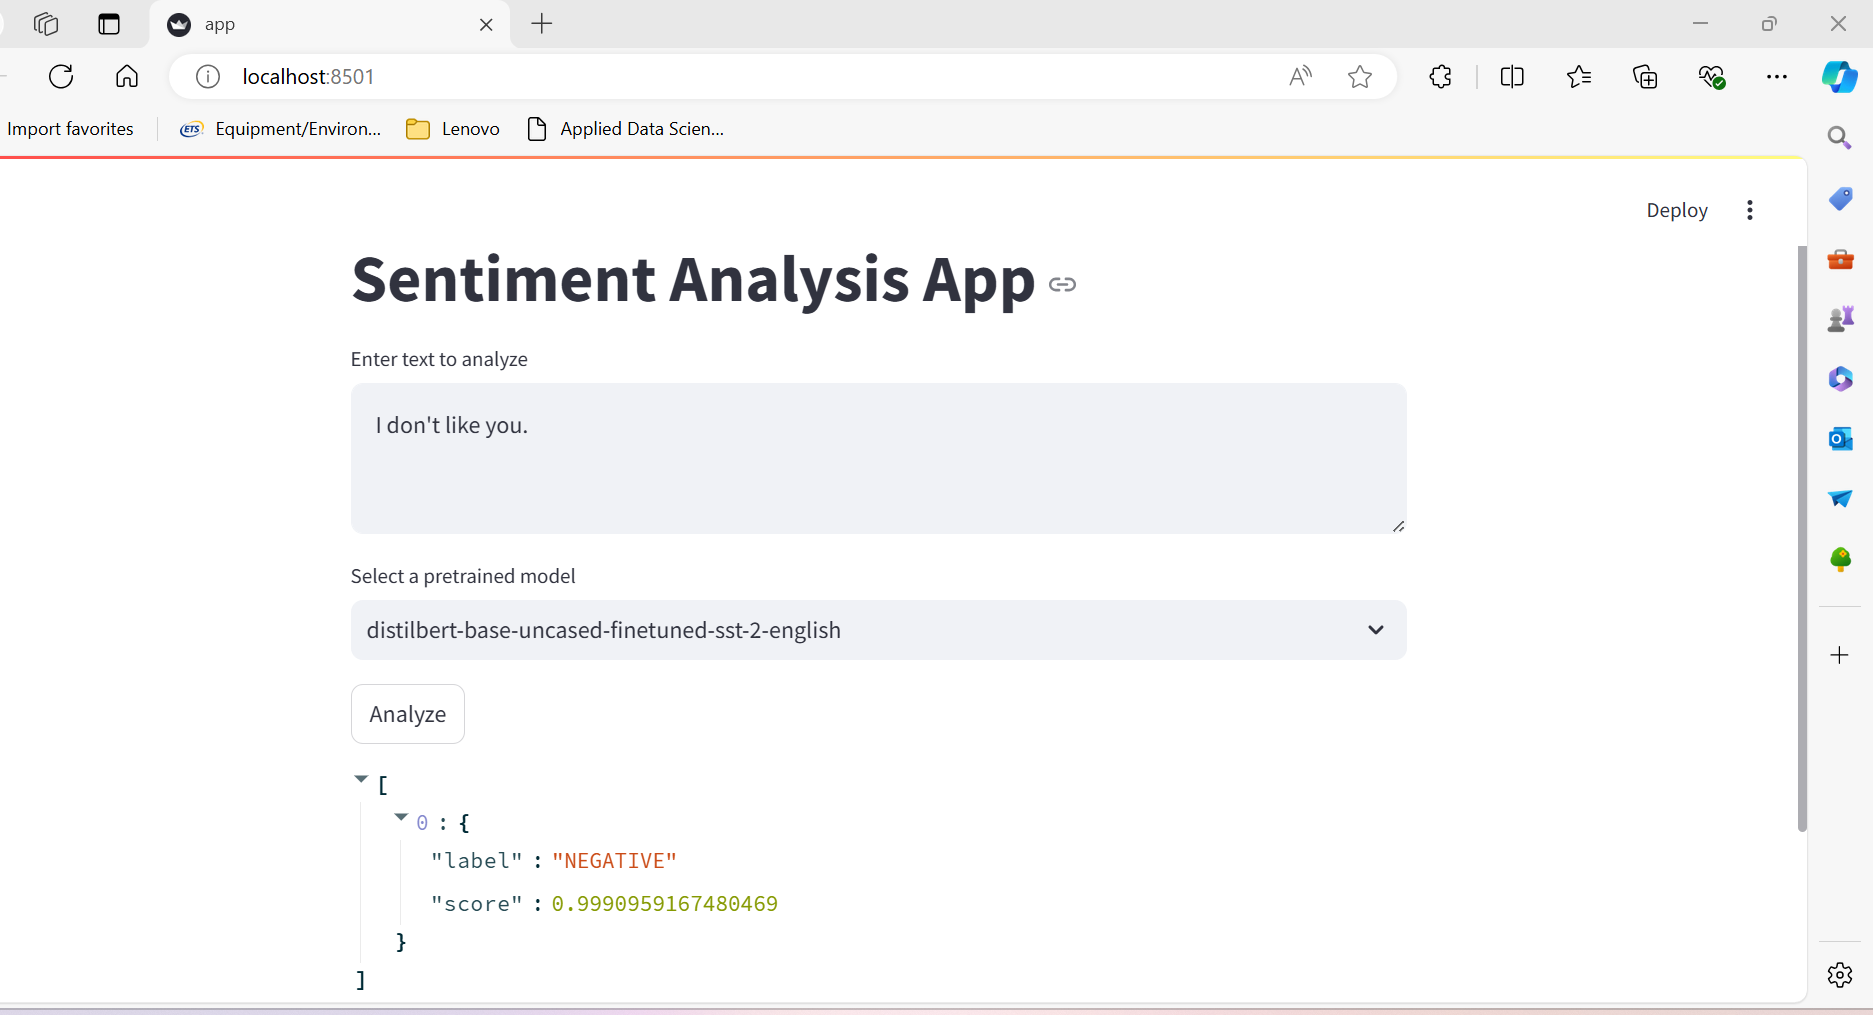 app
localhost:8501
Import favorites
ETS Equipment/Environ... Lenovo Applied Data Scien...
Deploy
Sentiment Analysis App
Enter text to analyze
I don't like you.
Select a pretrained model
distilbert-base-uncased-finetuned-sst-2-english
Analyze
[
0 : {
"label" : "NEGATIVE"
"score" : 0.9990959167480469
}
]